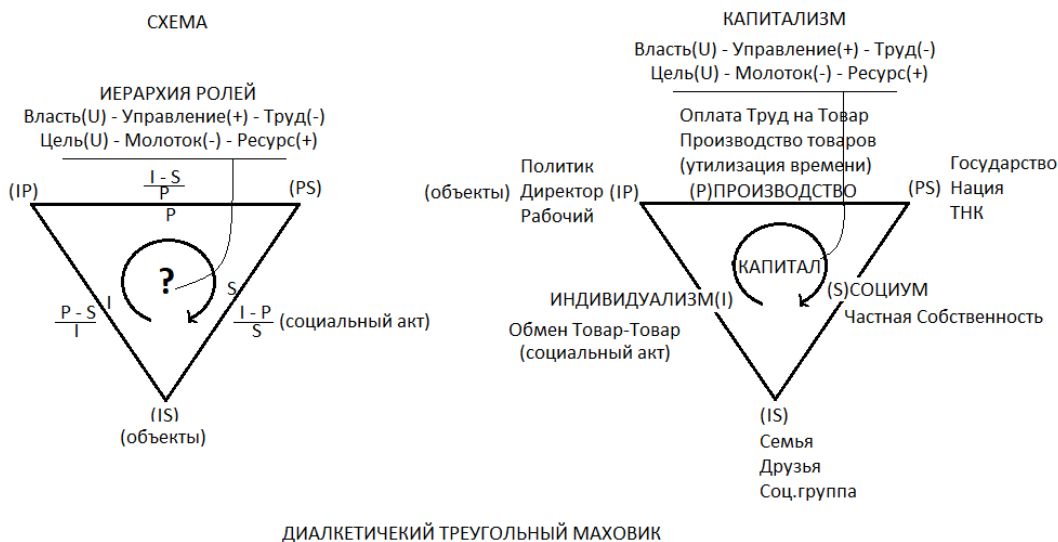 СХЕМА
ИЕРАРХИЯ РОЛЕЙ
Власть(U) - Управление(+) - Труд(-)
Цель(U) - Молоток(-) - Ресурс(+)
I - S
P
(IP)
(PS)
P
?
I
S
P - S
I
I - P
S
(социальный акт)
(IS)
(объекты)
КАПИТАЛИЗМ
Власть(U) - Управление(+) - Труд(-)
Цель(U) - Молоток(-) - Ресурс(+)
Оплата Труд на Товар
Производство товаров
(утилизация времени)
(P)ПРОИЗВОДСТВО
Политик
(объекты) Директор (IP)
Рабочий
(PS)
Государство
Нация
ТНК
КАПИТАЛ
ИНДИВИДУАЛИЗМ(I)
Обмен Товар-Товар
(социальный акт)
(S)СОЦИУМ
Частная Собственность
(IS)
Семья
Друзья
Соц.группа
ДИАЛКЕТИЧЕКИЙ ТРЕУГОЛЬНЫЙ МАХОВИК